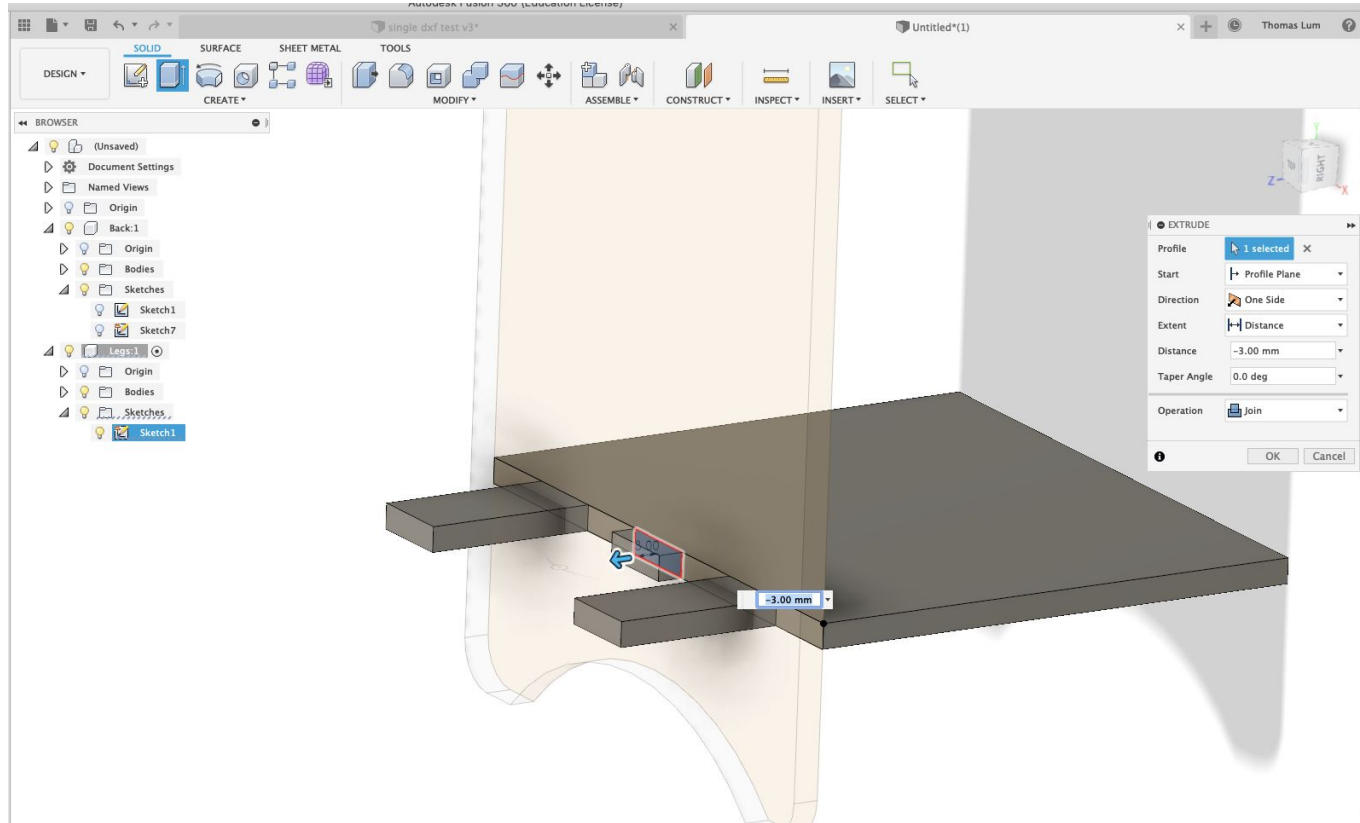 Autodesk Fusion 360 (Education License)
single dxf test v3*
Untitled*(1)
Thomas Lum
DESIGN
SOLID SURFACE SHEET METAL TOOLS
CREATE MODIFY ASSEMBLE CONSTRUCT INSPECT INSERT SELECT
BROWSER
(Unsaved)
Document Settings
Named Views
Origin
Back:1
Origin
Bodies
Sketches
Sketch1
Sketch7
Legs:1
Origin
Bodies
Sketches
Sketch1
Y
Z
RIGHT
X
EXTRUDE
Profile 1 selected
Start Profile Plane
Direction One Side
Extent Distance
Distance -3.00 mm
Taper Angle 0.0 deg
Operation Join
OK Cancel
3.00
-3.00 mm